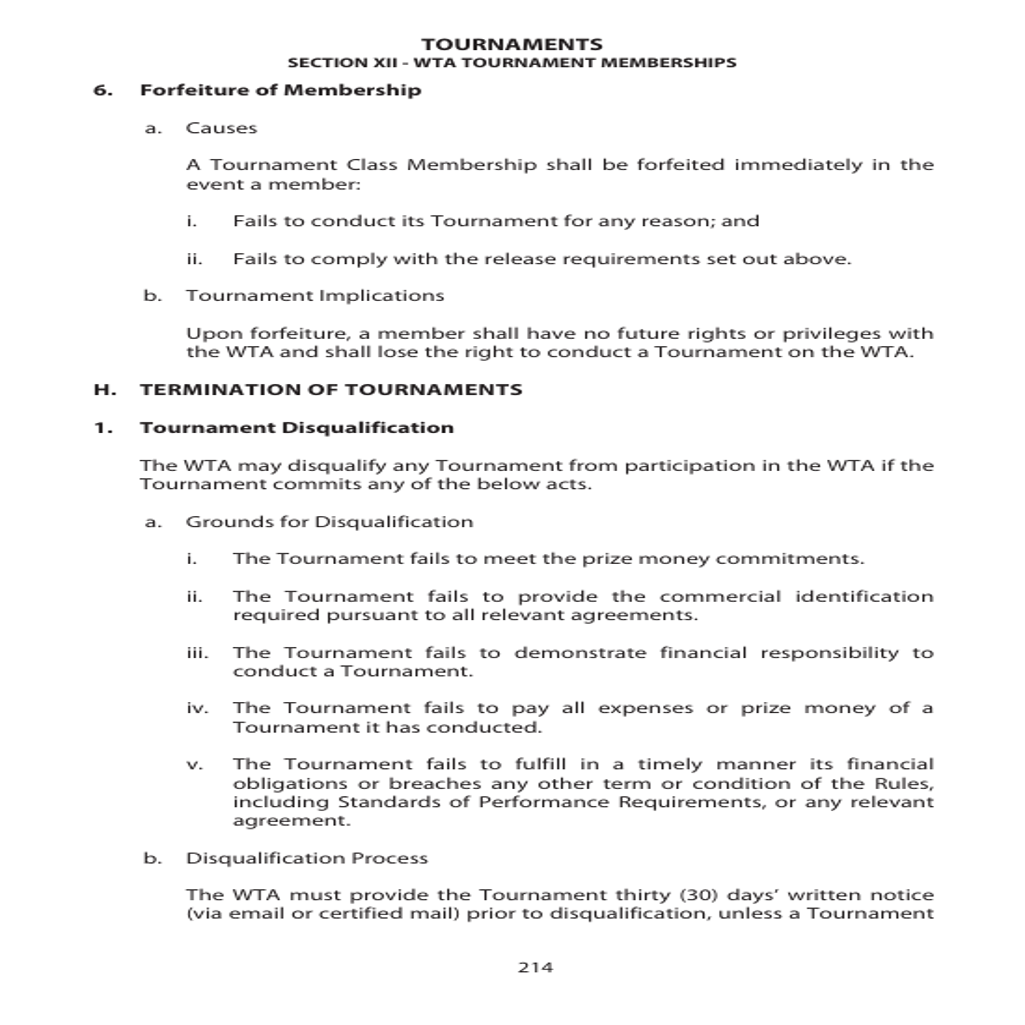 TOURNAMENTS
SECTION XII - WTA TOURNAMENT MEMBERSHIPS
6. Forfeiture of Membership
a. Causes
A Tournament Class Membership shall be forfeited immediately in the
event a member:
i. Fails to conduct its Tournament for any reason; and
ii. Fails to comply with the release requirements set out above.
b. Tournament Implications
Upon forfeiture, a member shall have no future rights or privileges with
the WTA and shall lose the right to conduct a Tournament on the WTA.
H. TERMINATION OF TOURNAMENTS
1. Tournament Disqualification
The WTA may disqualify any Tournament from participation in the WTA if the
Tournament commits any of the below acts.
a. Grounds for Disqualification
i. The Tournament fails to meet the prize money commitments.
ii. The Tournament fails to provide the commercial identification
required pursuant to all relevant agreements.
iii. The Tournament fails to demonstrate financial responsibility to
conduct a Tournament.
iv. The Tournament fails to pay all expenses or prize money of a
Tournament it has conducted.
v. The Tournament fails to fulfill in a timely manner its financial
obligations or breaches any other term or condition of the Rules,
including Standards of Performance Requirements, or any relevant
agreement.
b. Disqualification Process
The WTA must provide the Tournament thirty (30) days’ written notice
(via email or certified mail) prior to disqualification, unless a Tournament
214